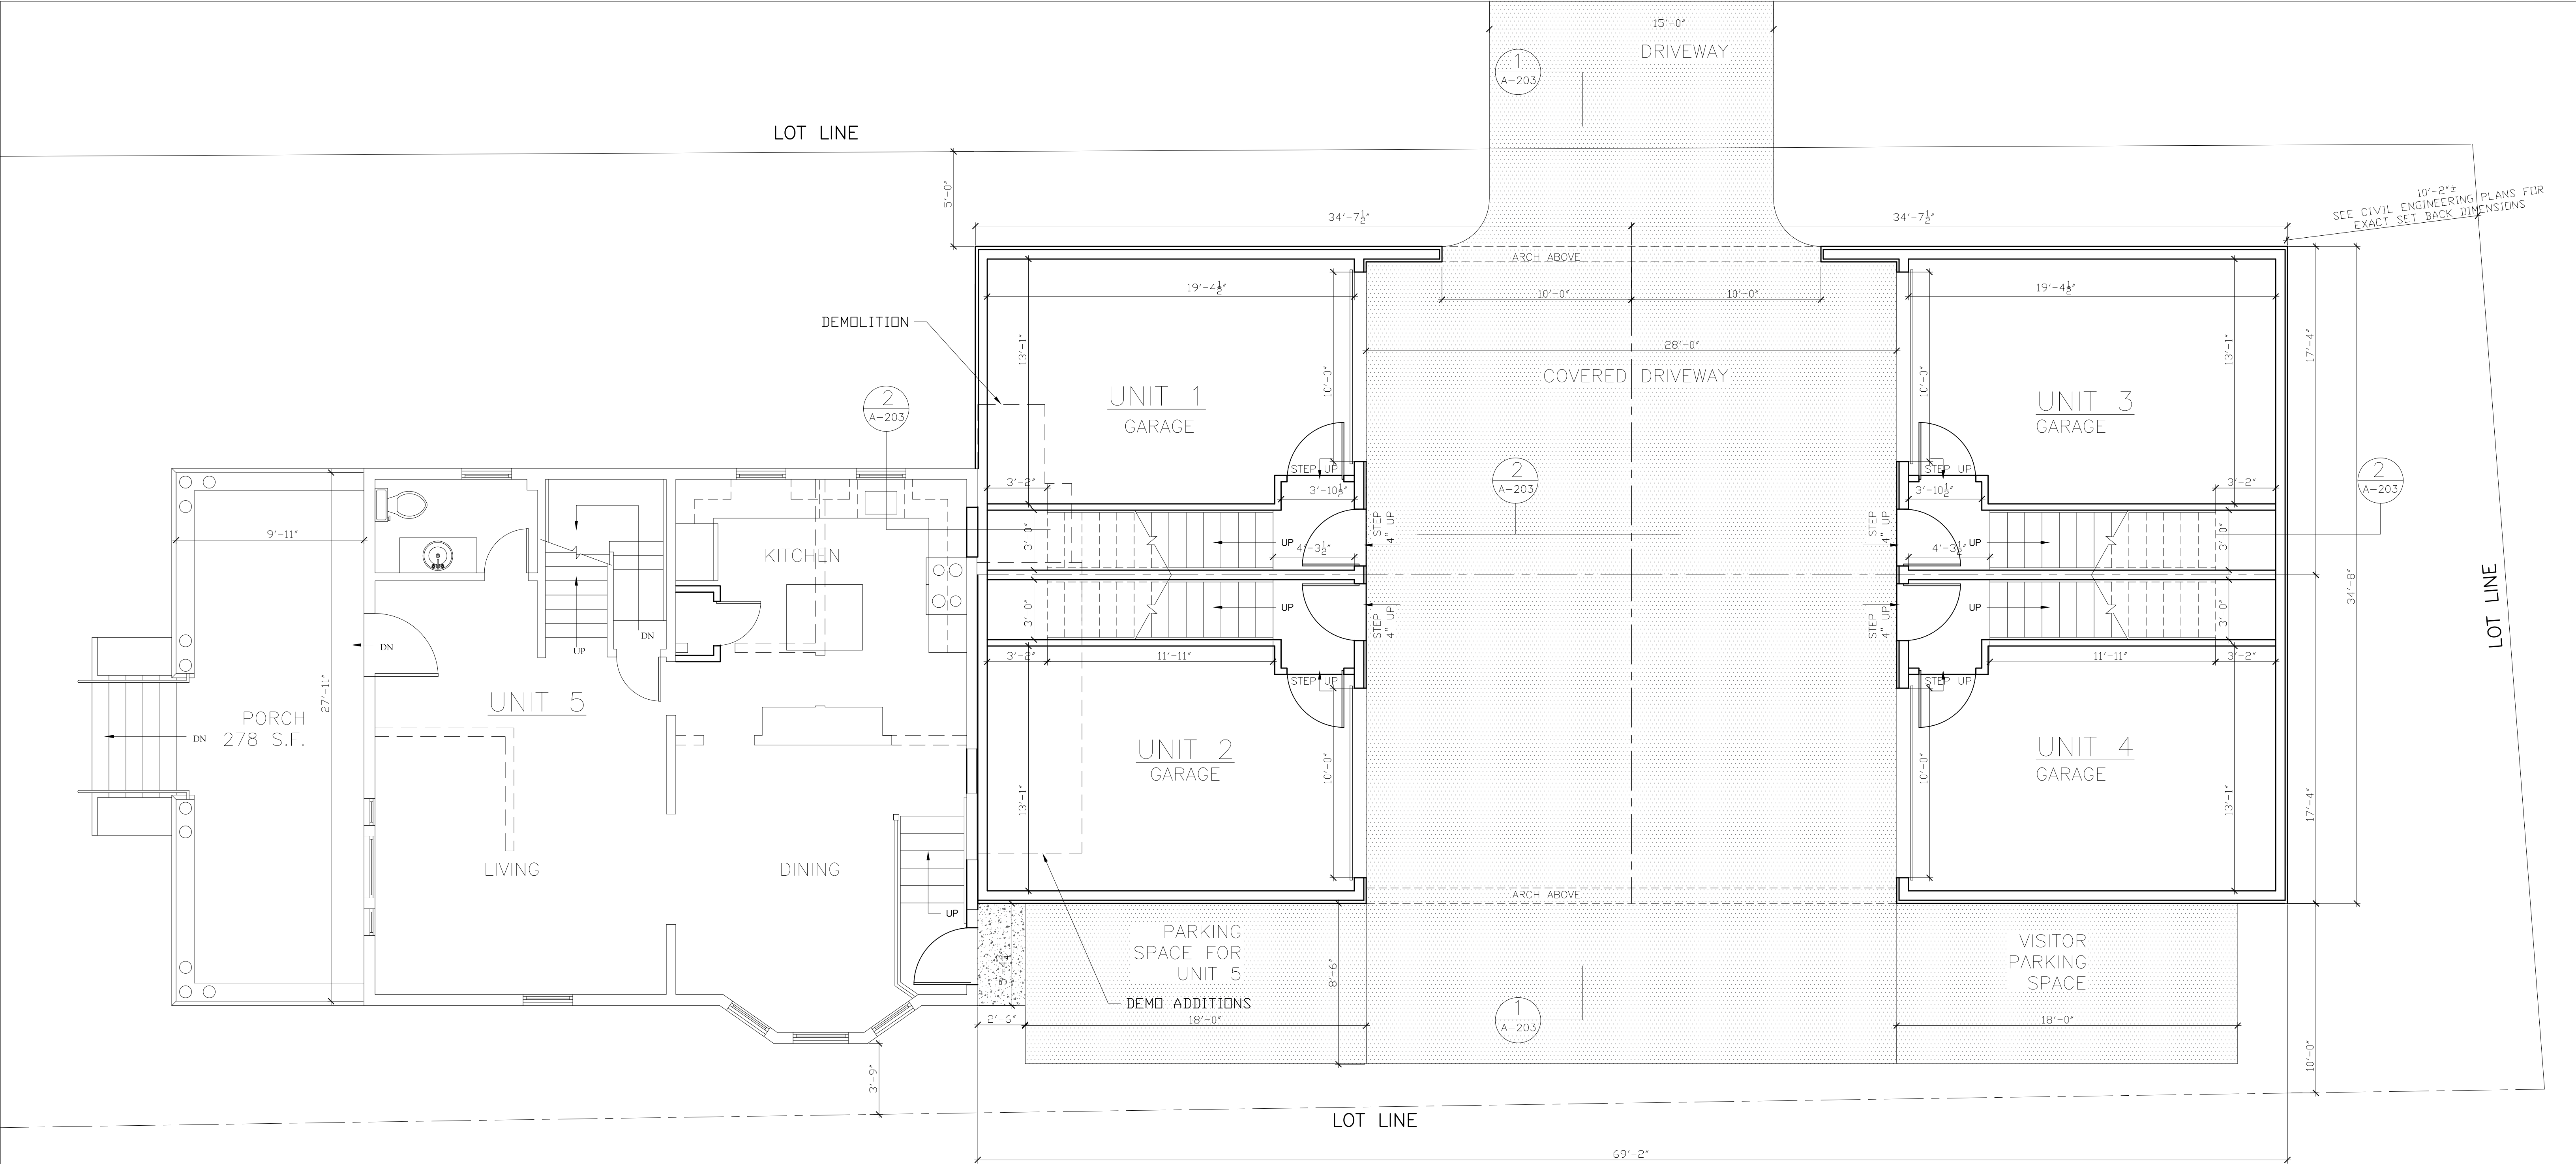 15'-0"
DRIVEWAY
1
A-203
LOT LINE
5'-0"
34'-7½"
34'-7½"
10'-2"±
SEE CIVIL ENGINEERING PLANS FOR
EXACT SET BACK DIMENSIONS
ARCH ABOVE
19'-4½"
10'-0"
10'-0"
19'-4½"
DEMOLITION
13'-1"
28'-0"
13'-1"
17'-4"
10'-0"
COVERED DRIVEWAY
10'-0"
UNIT 1
GARAGE
UNIT 3
GARAGE
2
A-203
2
A-203
2
A-203
STEP UP
STEP UP
3'-2"
3'-10½"
3'-10½"
3'-2"
9'-11"
KITCHEN
3'-0"
UP
4'-3½"
STEP
4" UP
STEP
4" UP
4'-3½"
UP
3'-0"
34'-8"
LOT LINE
3'-0"
UP
STEP
4" UP
STEP
4" UP
UP
3'-0"
DN
UP
DN
3'-2"
11'-11"
STEP UP
STEP UP
11'-11"
3'-2"
27'-11"
UNIT 5
PORCH
278 S.F.
DN
UNIT 2
GARAGE
UNIT 4
GARAGE
10'-0"
10'-0"
13'-1"
13'-1"
17'-4"
LIVING
DINING
ARCH ABOVE
UP
PARKING
SPACE FOR
UNIT 5
VISITOR
PARKING
SPACE
8'-6"
DEMO ADDITIONS
1
A-203
2'-6"
18'-0"
18'-0"
10'-0"
3'-9"
LOT LINE
69'-2"